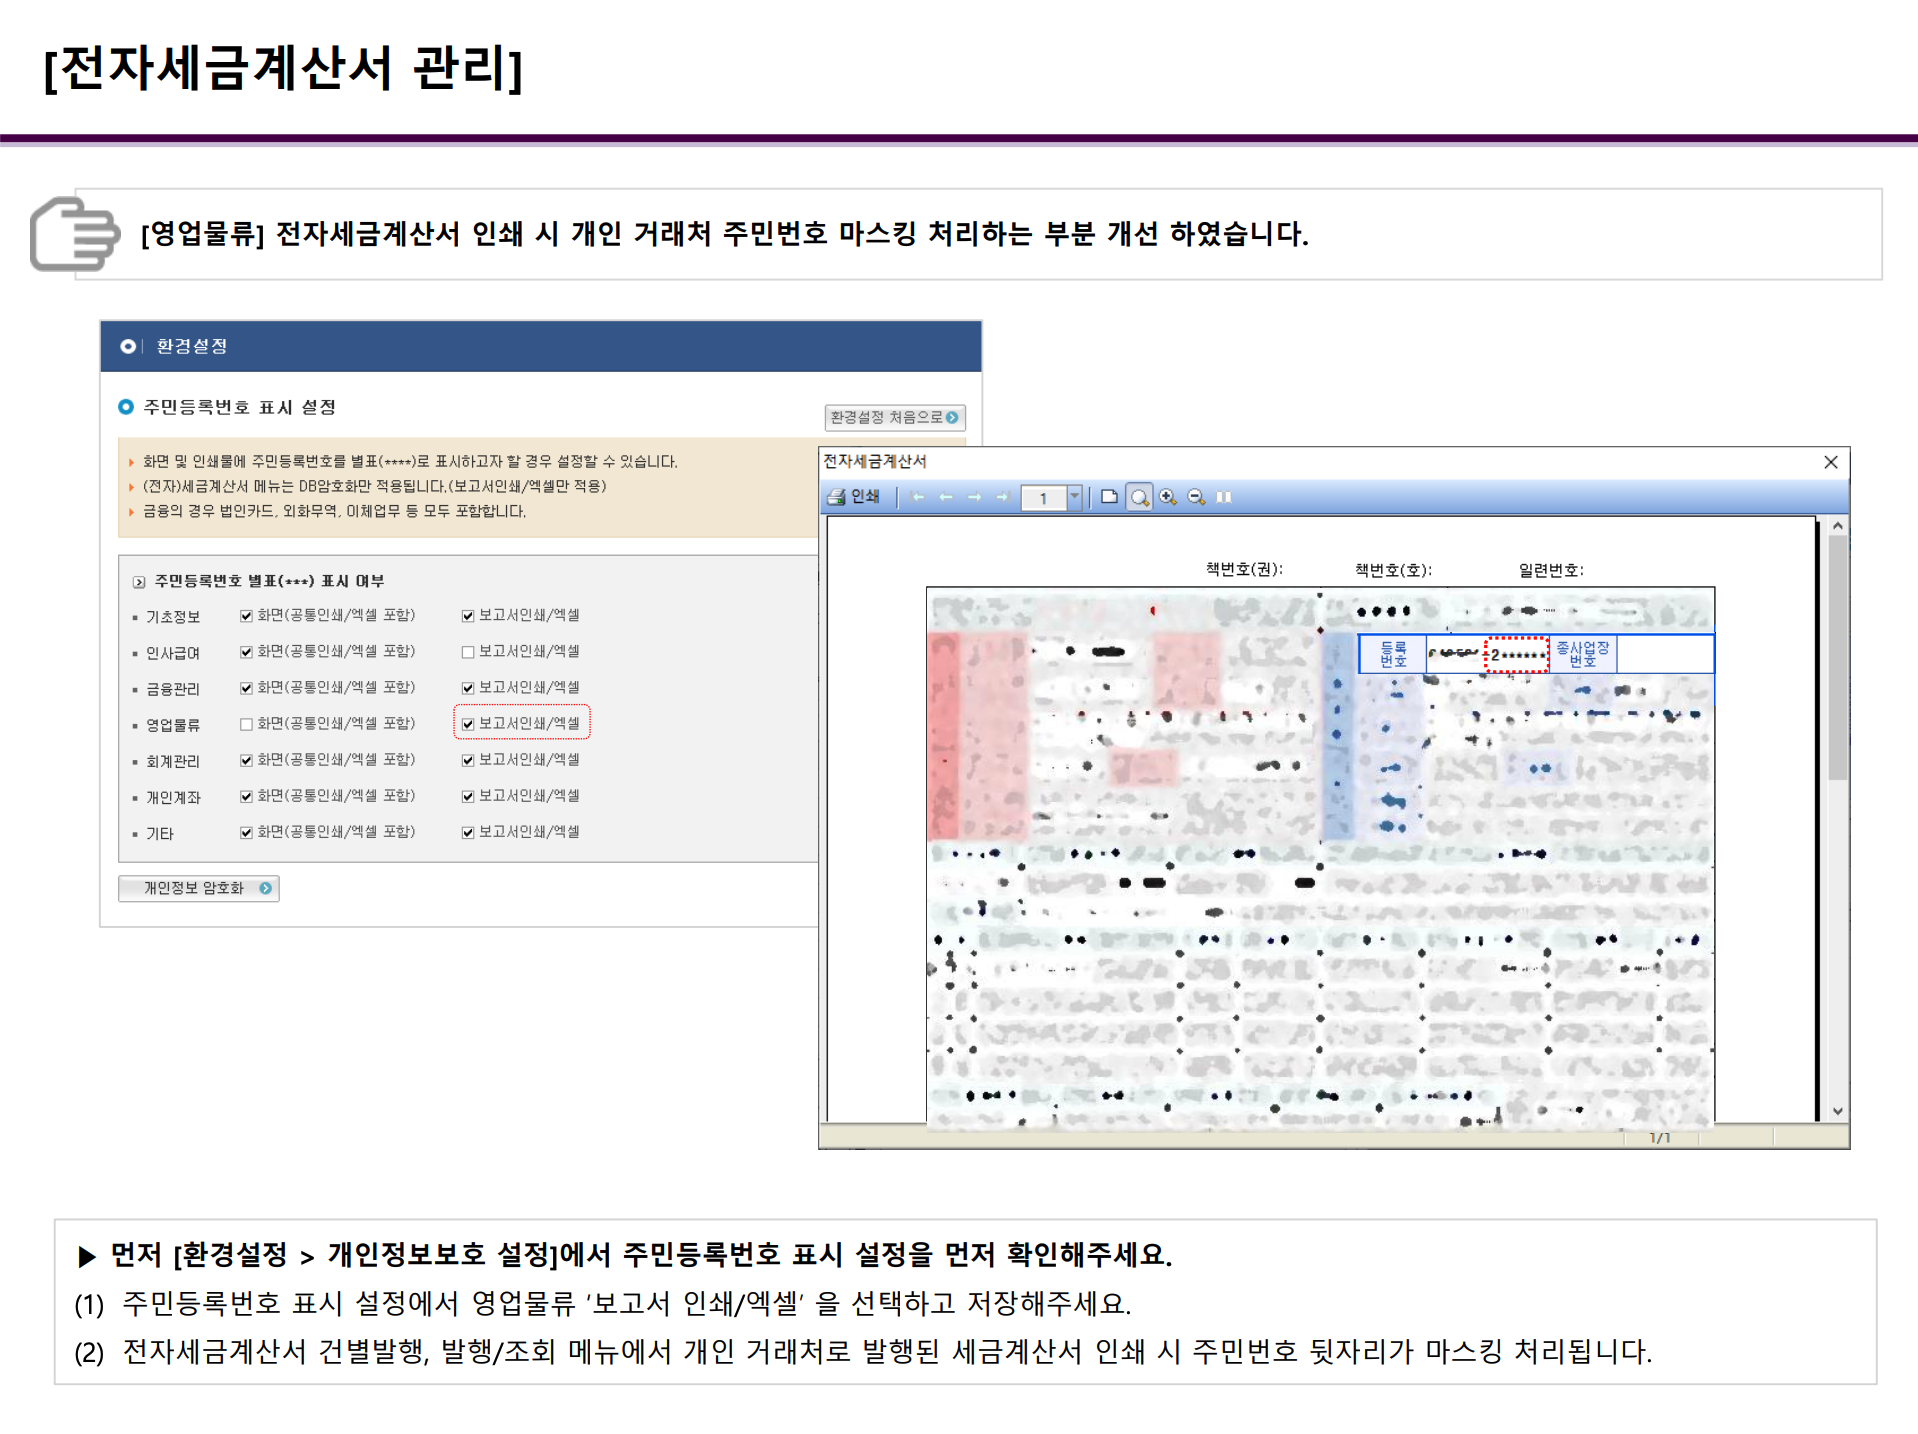 [전자세금계산서 관리]
[영업물류] 전자세금계산서 인쇄 시 개인 거래처 주민번호 마스킹 처리하는 부분 개선 하였습니다.
환경설정
주민등록번호 표시 설정
환경설정 처음으로
화면 및 인쇄물에 주민등록번호를 별표(****)로 표시하고자 할 경우 설정할 수 있습니다.
(전자)세금계산서 메뉴는 DB암호화만 적용됩니다.(보고서인쇄/엑셀만 적용)
금융의 경우 법인카드, 외화무역, 이체업무 등 모두 포함합니다.
주민등록번호 별표(***) 표시 여부
기초정보 화면(공통인쇄/엑셀 포함) 보고서인쇄/엑셀
인사급여 화면(공통인쇄/엑셀 포함) 보고서인쇄/엑셀
금융관리 화면(공통인쇄/엑셀 포함) 보고서인쇄/엑셀
영업물류 화면(공통인쇄/엑셀 포함) 보고서인쇄/엑셀
회계관리 화면(공통인쇄/엑셀 포함) 보고서인쇄/엑셀
개인계좌 화면(공통인쇄/엑셀 포함) 보고서인쇄/엑셀
기타 화면(공통인쇄/엑셀 포함) 보고서인쇄/엑셀
개인정보 암호화
전자세금계산서
인쇄 1
책번호(권): 책번호(호): 일련번호:
등록 번호 2****** 종사업장 번호
1/1
▶ 먼저 [환경설정 > 개인정보보호 설정]에서 주민등록번호 표시 설정을 먼저 확인해주세요.
(1) 주민등록번호 표시 설정에서 영업물류 '보고서 인쇄/엑셀' 을 선택하고 저장해주세요.
(2) 전자세금계산서 건별발행, 발행/조회 메뉴에서 개인 거래처로 발행된 세금계산서 인쇄 시 주민번호 뒷자리가 마스킹 처리됩니다.